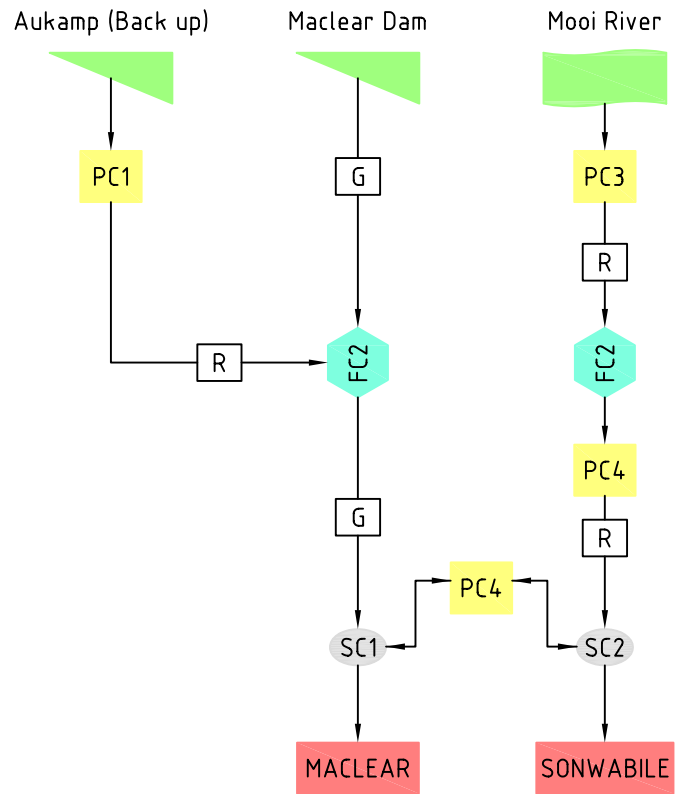 Aukamp (Back up)
Maclear Dam
Mooi River
PC1
G
PC3
R
R
FC2
FC2
PC4
G
R
PC4
SC1
SC2
MACLEAR
SONWABILE